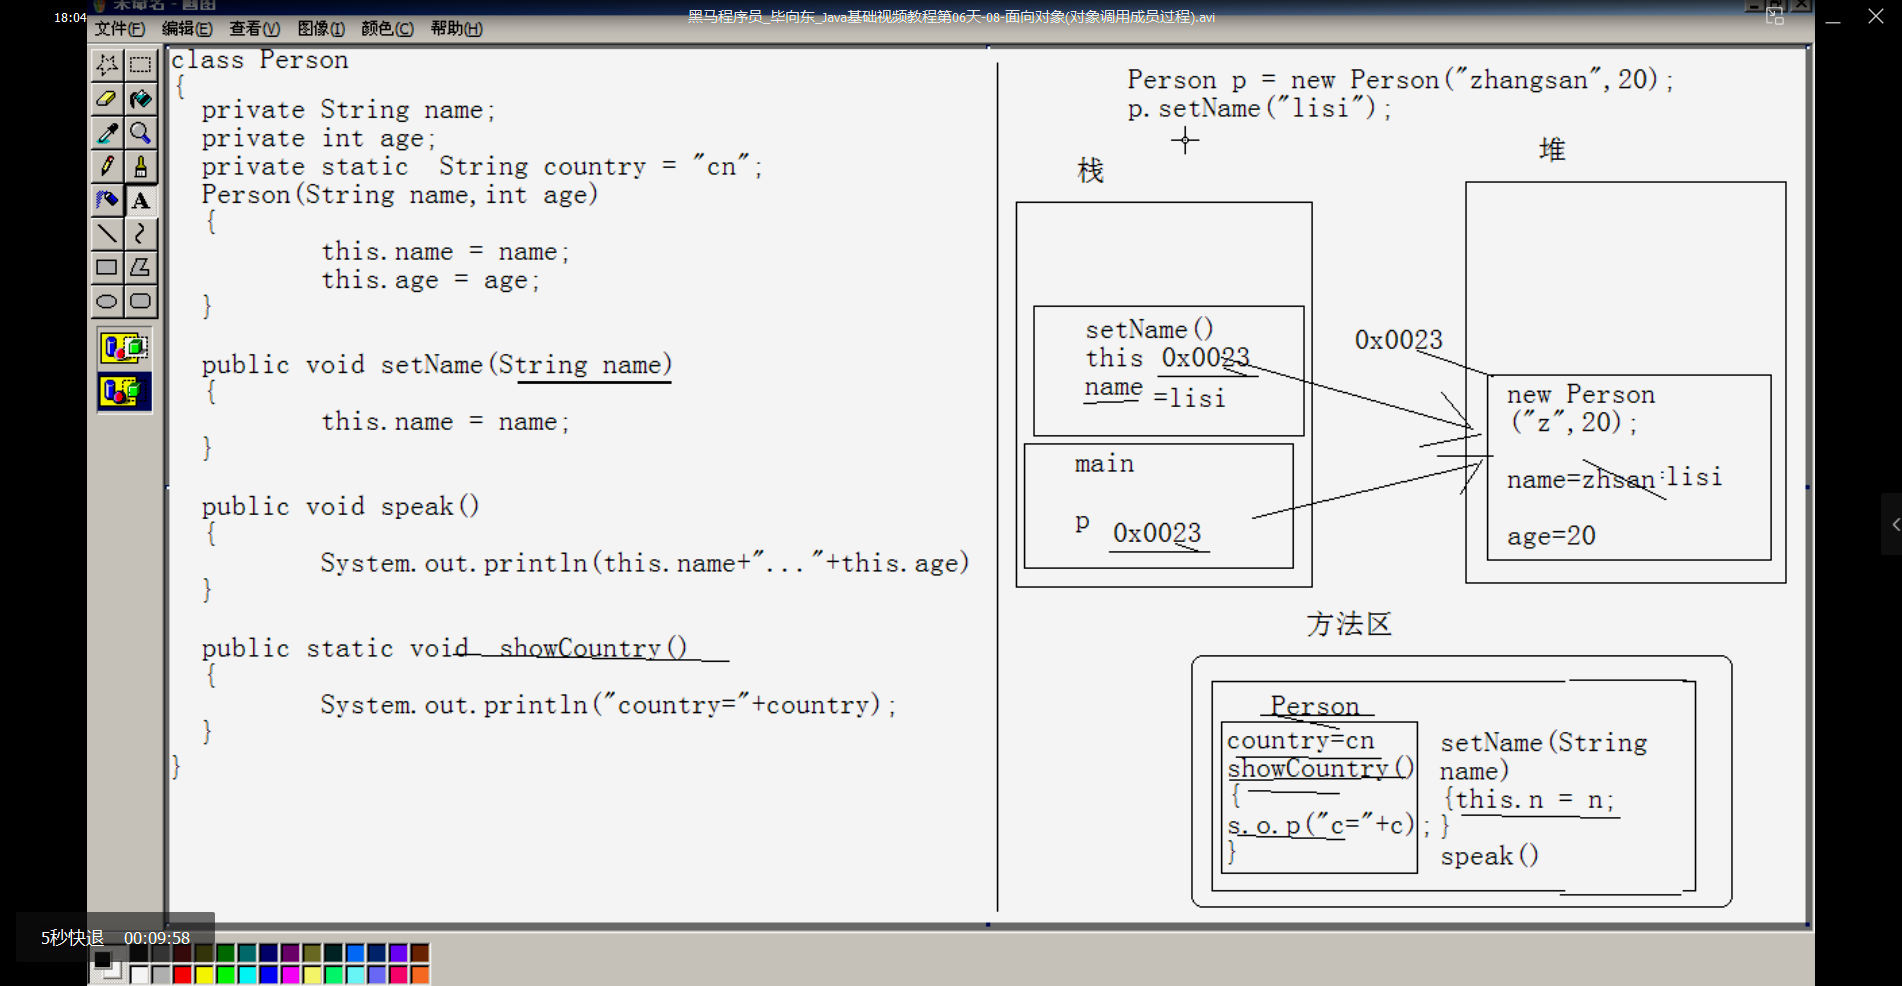 18:04
未命名 - 画图
黑马程序员_毕向东_Java基础视频教程第06天-08-面向对象(对象调用成员过程).avi
文件(F) 编辑(E) 查看(V) 图像(I) 颜色(C) 帮助(H)
class Person
{
private String name;
private int age;
private static String country = "cn";
Person(String name,int age)
{
this.name = name;
this.age = age;
}
public void setName(String name)
{
this.name = name;
}
public void speak()
{
System.out.println(this.name+"..."+this.age)
}
public static void showCountry()
{
System.out.println("country="+country);
}
}
Person p = new Person("zhangsan",20);
p.setName("lisi");
栈
setName()
this 0x0023
name =lisi
main
p 0x0023
堆
0x0023
new Person
("z",20);
name=zhsan:lisi
age=20
方法区
Person
country=cn
showCountry()
{
s.o.p("c="+c);
}
setName(String
name)
{this.n = n;
}
speak()
A
5秒快退 00:09:58